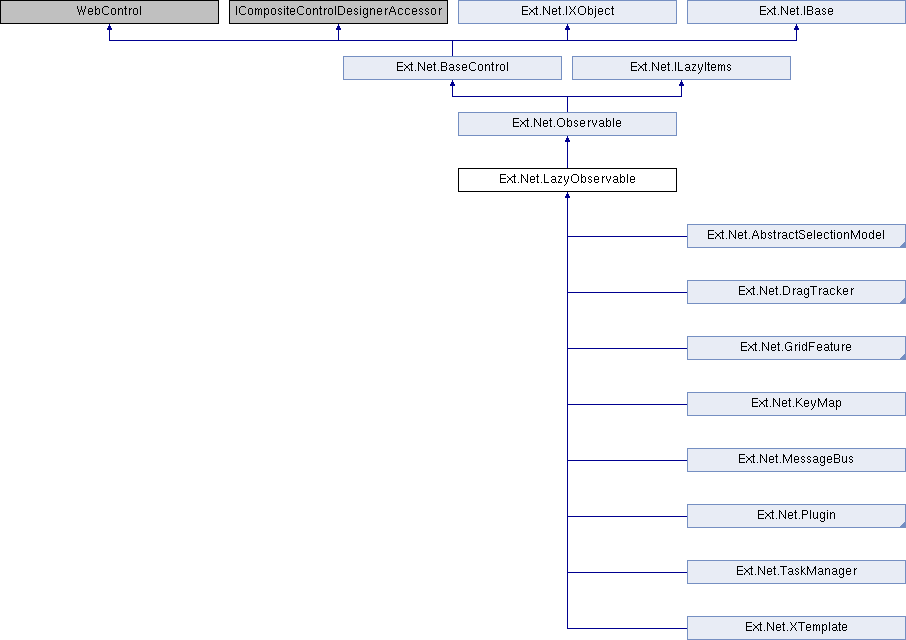 WebControl
ICompositeControlDesignerAccessor
Ext.Net.IXObject
Ext.Net.IBase
Ext.Net.BaseControl
Ext.Net.ILazyItems
Ext.Net.Observable
Ext.Net.LazyObservable
Ext.Net.AbstractSelectionModel
Ext.Net.DragTracker
Ext.Net.GridFeature
Ext.Net.KeyMap
Ext.Net.MessageBus
Ext.Net.Plugin
Ext.Net.TaskManager
Ext.Net.XTemplate